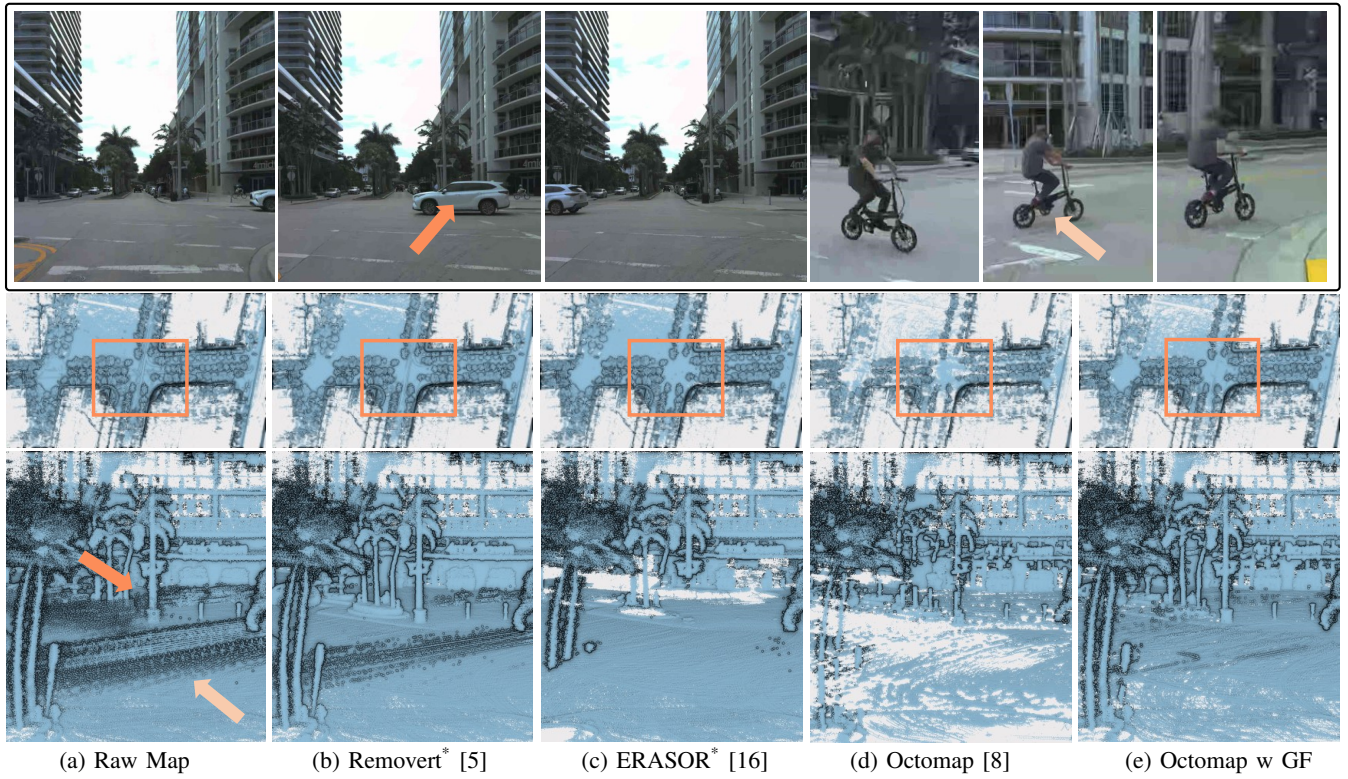 (a) Raw Map
(b) Removert* [5]
(c) ERASOR* [16]
(d) Octomap [8]
(e) Octomap w GF